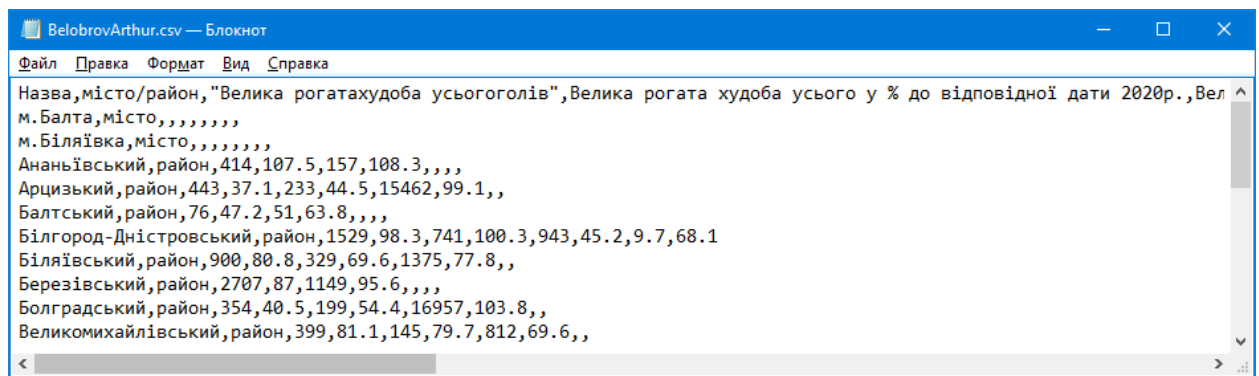 BelobrovArthur.csv — Блокнот
Файл Правка Формат Вид Справка
Назва,місто/район,"Велика рогатахудоба усьогоголів",Велика рогата худоба усього у % до відповідної дати 2020р.,Вел
м.Балта,місто,,,,,,,,
м.Біляївка,місто,,,,,,,,
Ананьївський,район,414,107.5,157,108.3,,,,
Арцизький,район,443,37.1,233,44.5,15462,99.1,,
Балтський,район,76,47.2,51,63.8,,,,
Білгород-Дністровський,район,1529,98.3,741,100.3,943,45.2,9.7,68.1
Біляївський,район,900,80.8,329,69.6,1375,77.8,,
Березівський,район,2707,87,1149,95.6,,,,
Болградський,район,354,40.5,199,54.4,16957,103.8,,
Великомихайлівський,район,399,81.1,145,79.7,812,69.6,,